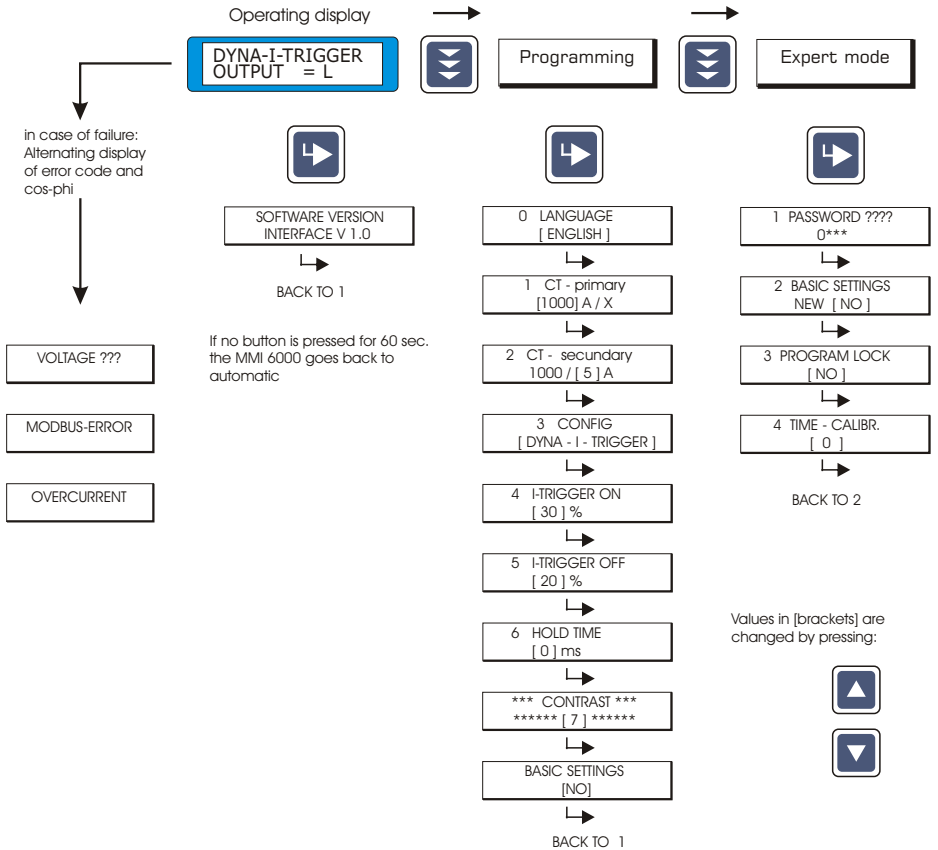 Operating display
DYNA-I-TRIGGER
OUTPUT = L
Programming
Expert mode
in case of failure:
Alternating display
of error code and
cos-phi
VOLTAGE ???
MODBUS-ERROR
OVERCURRENT
SOFTWARE VERSION
INTERFACE V 1.0
BACK TO 1
If no button is pressed for 60 sec.
the MMI 6000 goes back to
automatic
0 LANGUAGE
[ ENGLISH ]
1 CT - primary
[1000] A / X
2 CT - secundary
1000 / [ 5 ] A
3 CONFIG
[ DYNA - I - TRIGGER ]
4 I-TRIGGER ON
[ 30 ] %
5 I-TRIGGER OFF
[ 20 ] %
6 HOLD TIME
[ 0 ] ms
*** CONTRAST ***
****** [ 7 ] ******
BASIC SETTINGS
[NO]
BACK TO 1
1 PASSWORD ????
0***
2 BASIC SETTINGS
NEW [ NO ]
3 PROGRAM LOCK
[ NO ]
4 TIME - CALIBR.
[ 0 ]
BACK TO 2
Values in [brackets] are
changed by pressing: